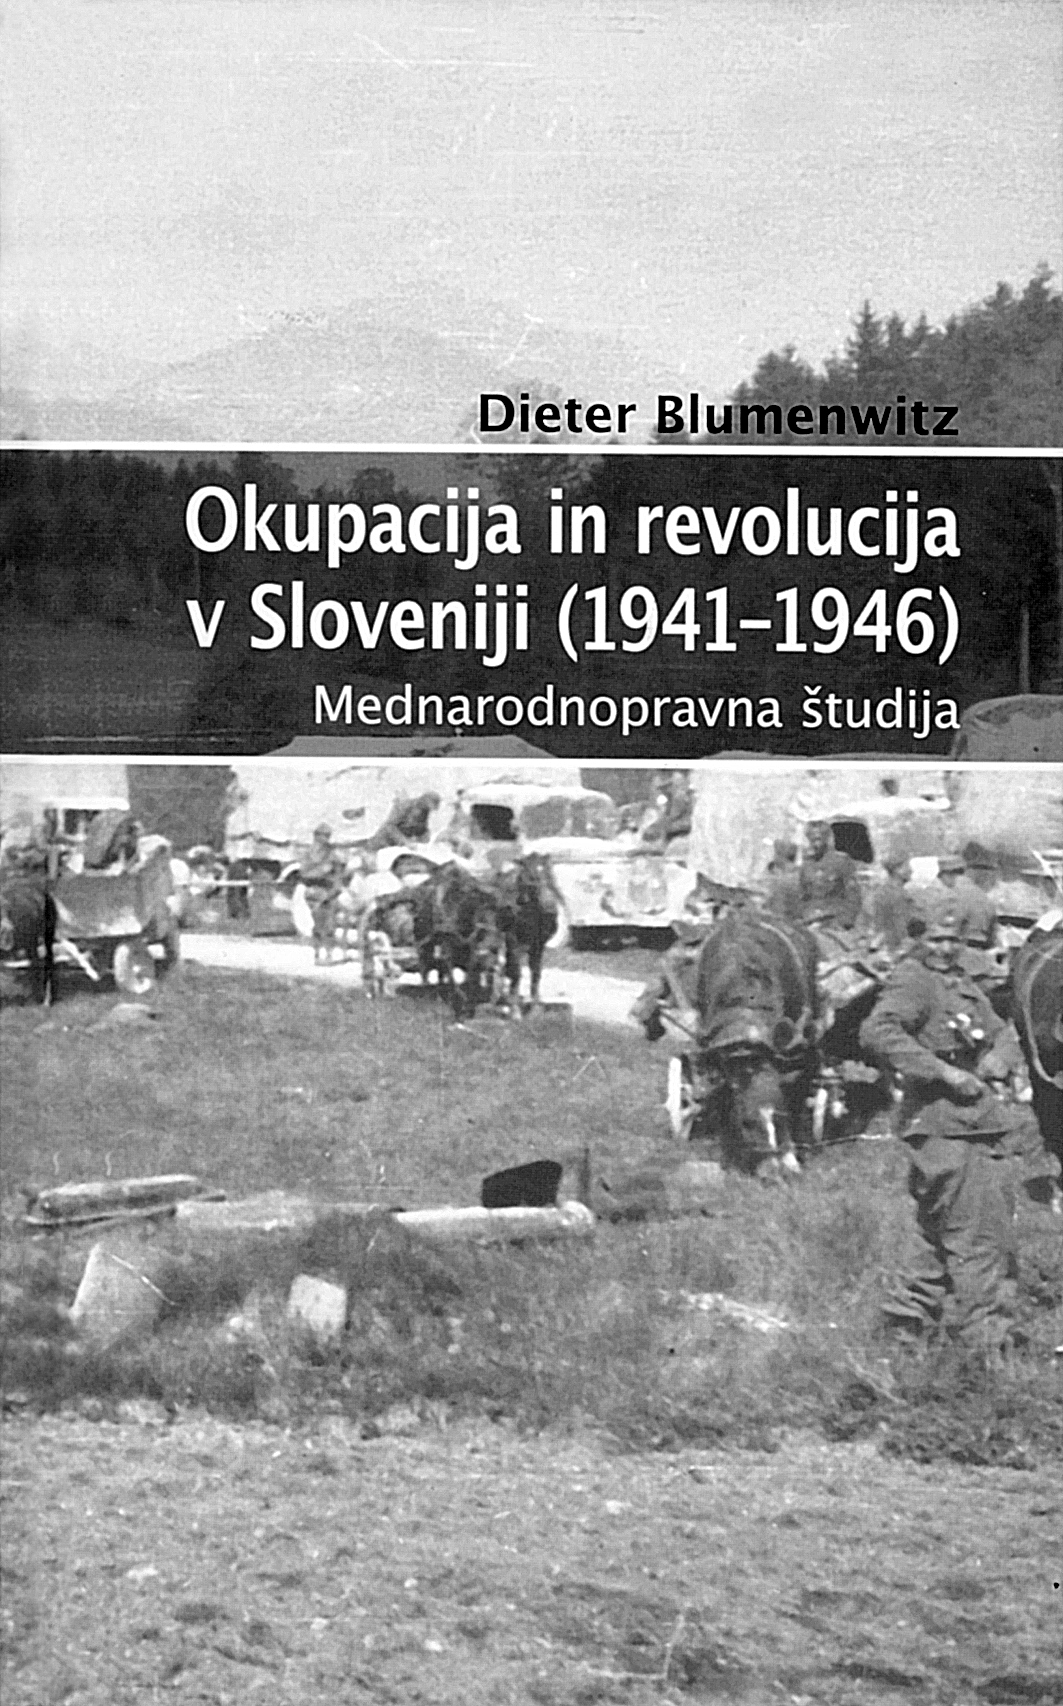 Dieter Blumenwitz
Okupacija in revolucija
v Sloveniji (1941–1946)
Mednarodnopravna študija